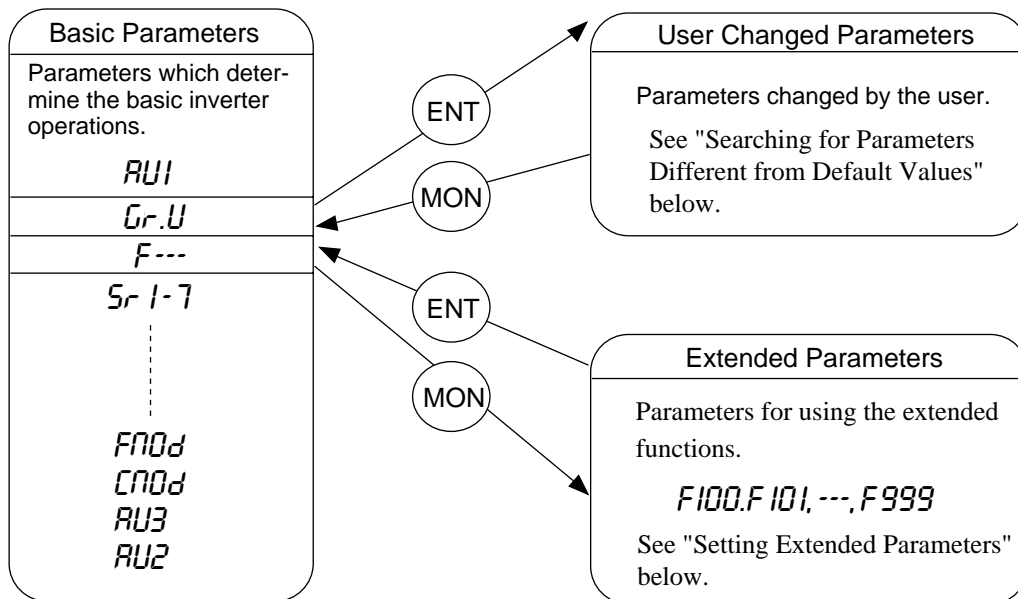 Basic Parameters
Parameters which deter-
mine the basic inverter
operations.
AU1
Gr.U
F---
Sr1-7
FMOd
CMOd
AU3
AU2
ENT
MON
ENT
MON
User Changed Parameters
Parameters changed by the user.
See "Searching for Parameters
Different from Default Values"
below.
Extended Parameters
Parameters for using the extended
functions.
F100.F101, ---, F999
See "Setting Extended Parameters"
below.